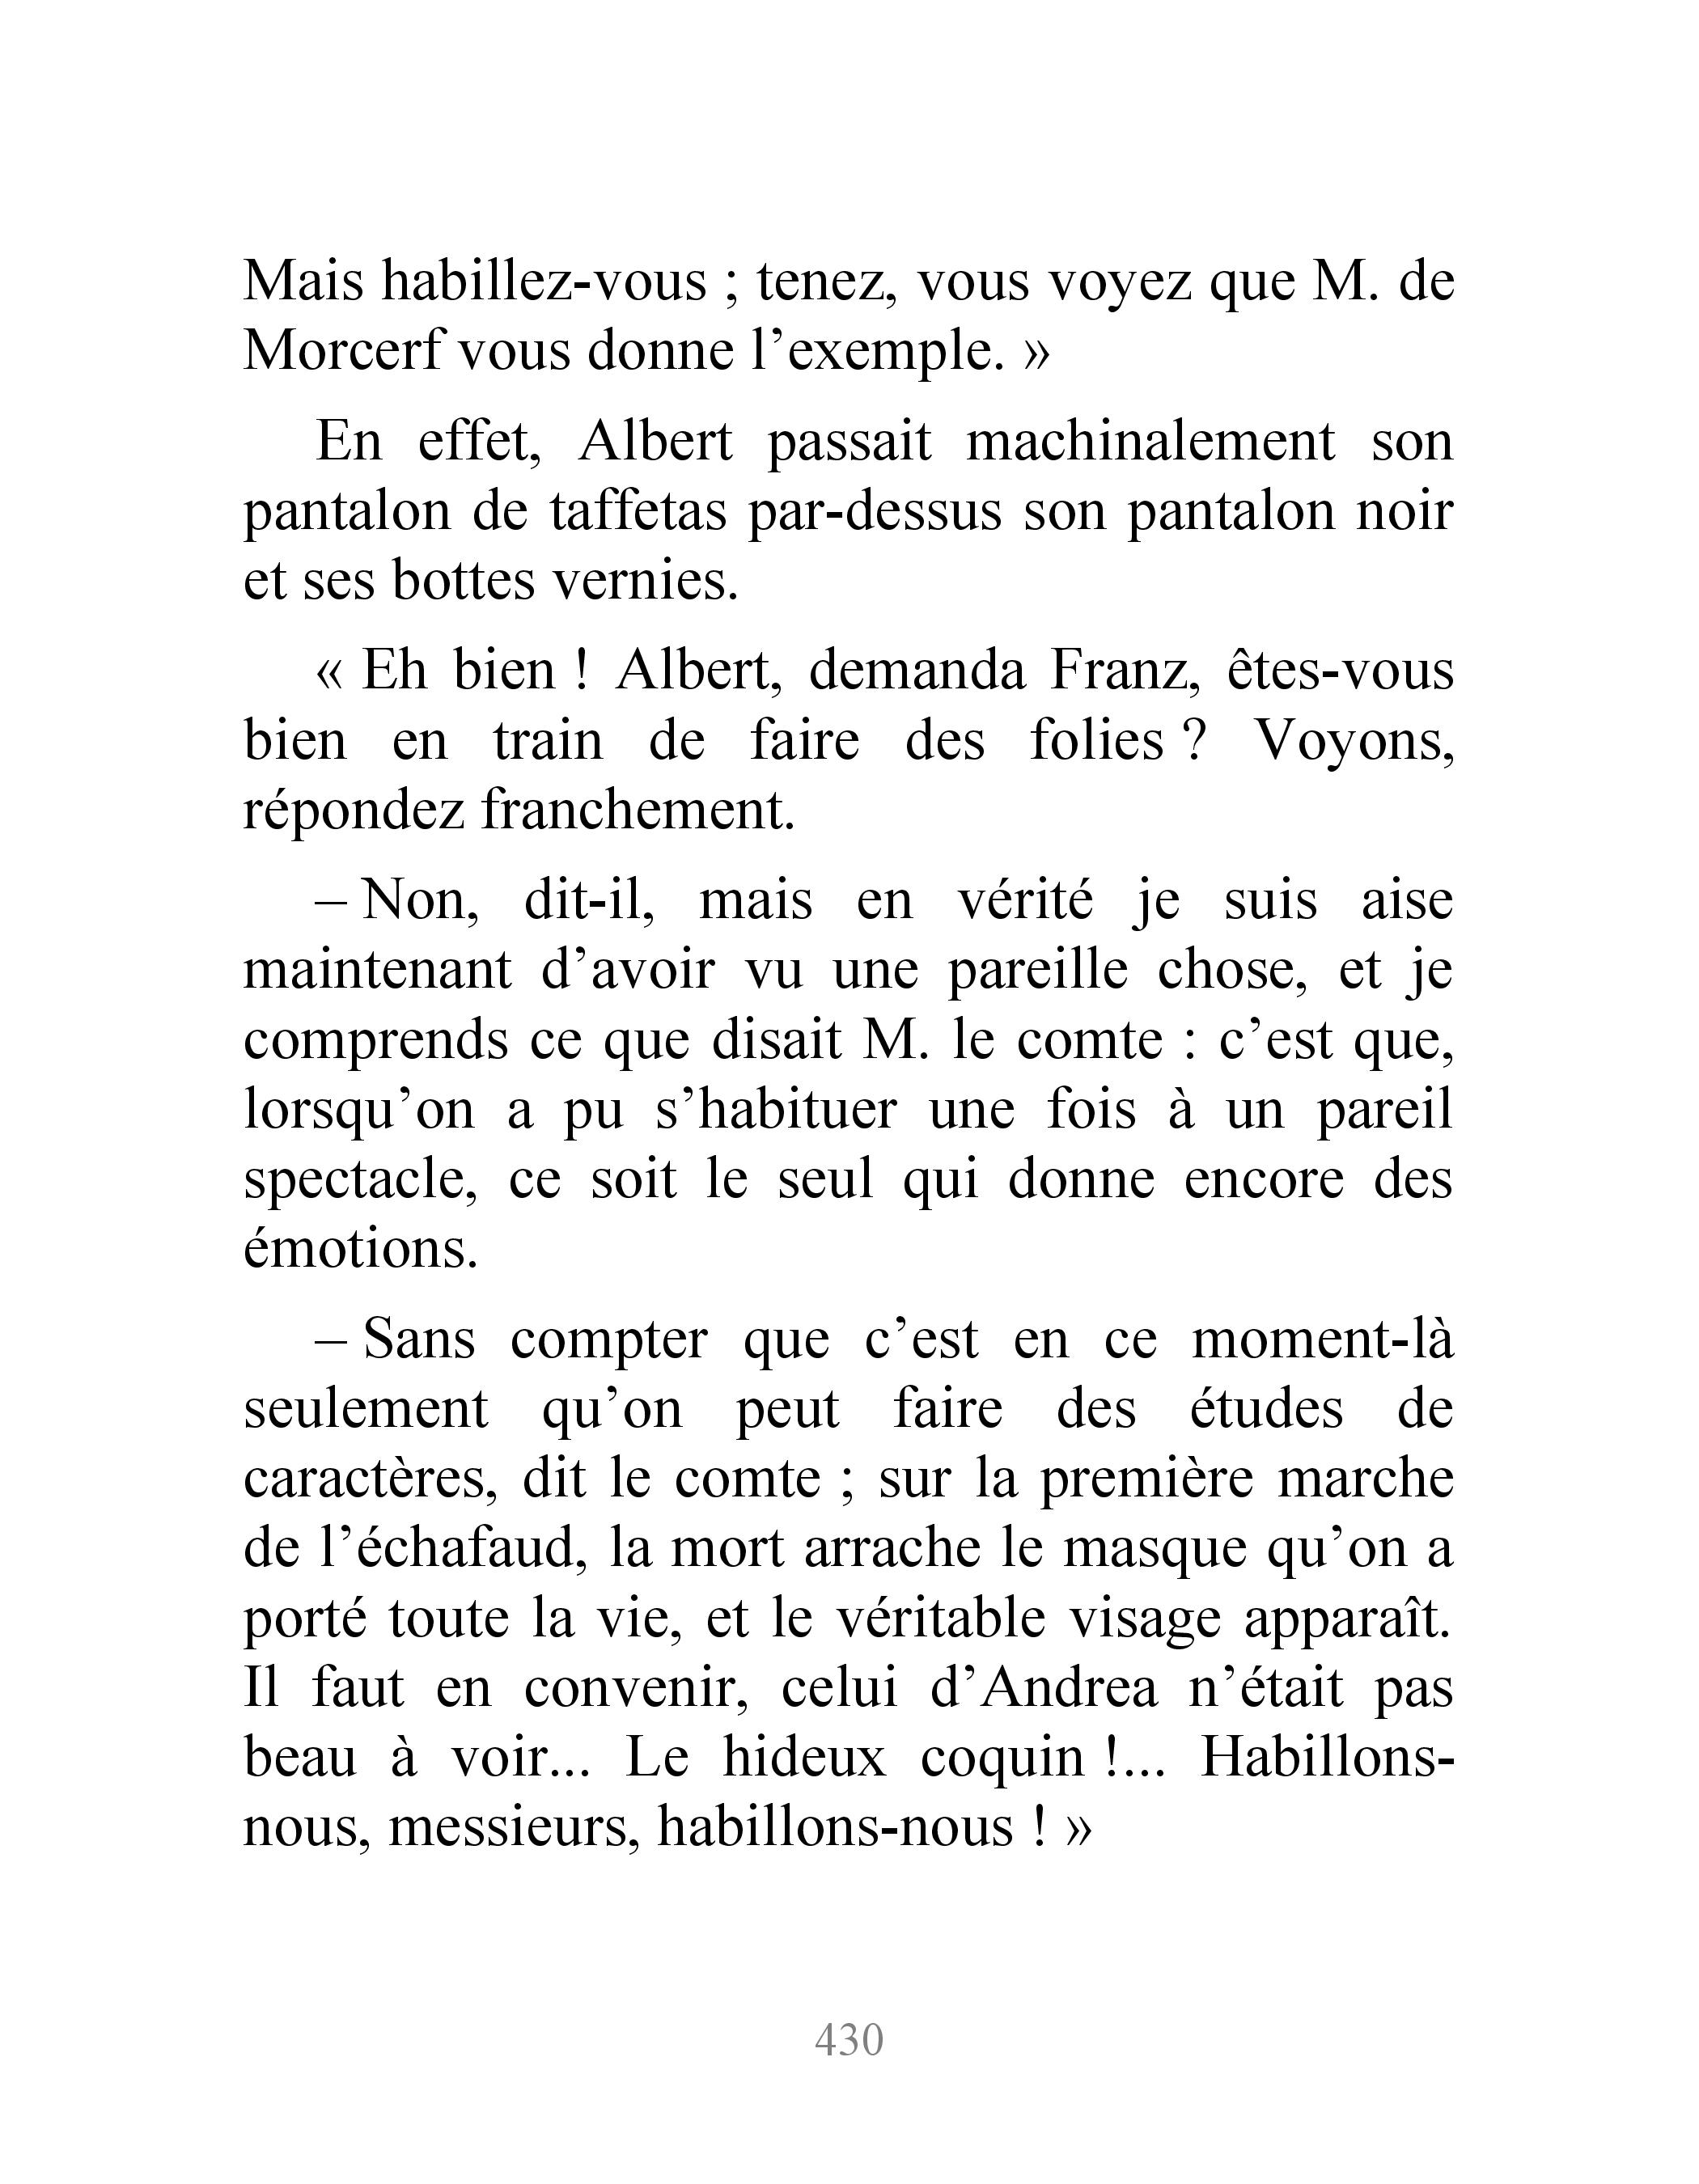 Mais habillez-vous ; tenez, vous voyez que M. de
Morcerf vous donne l’exemple. »
En effet, Albert passait machinalement son
pantalon de taffetas par-dessus son pantalon noir
et ses bottes vernies.
« Eh bien ! Albert, demanda Franz, êtes-vous
bien en train de faire des folies ? Voyons,
répondez franchement.
– Non, dit-il, mais en vérité je suis aise
maintenant d’avoir vu une pareille chose, et je
comprends ce que disait M. le comte : c’est que,
lorsqu’on a pu s’habituer une fois à un pareil
spectacle, ce soit le seul qui donne encore des
émotions.
– Sans compter que c’est en ce moment-là
seulement qu’on peut faire des études de
caractères, dit le comte ; sur la première marche
de l’échafaud, la mort arrache le masque qu’on a
porté toute la vie, et le véritable visage apparaît.
Il faut en convenir, celui d’Andrea n’était pas
beau à voir... Le hideux coquin !... Habillons-
nous, messieurs, habillons-nous ! »
430